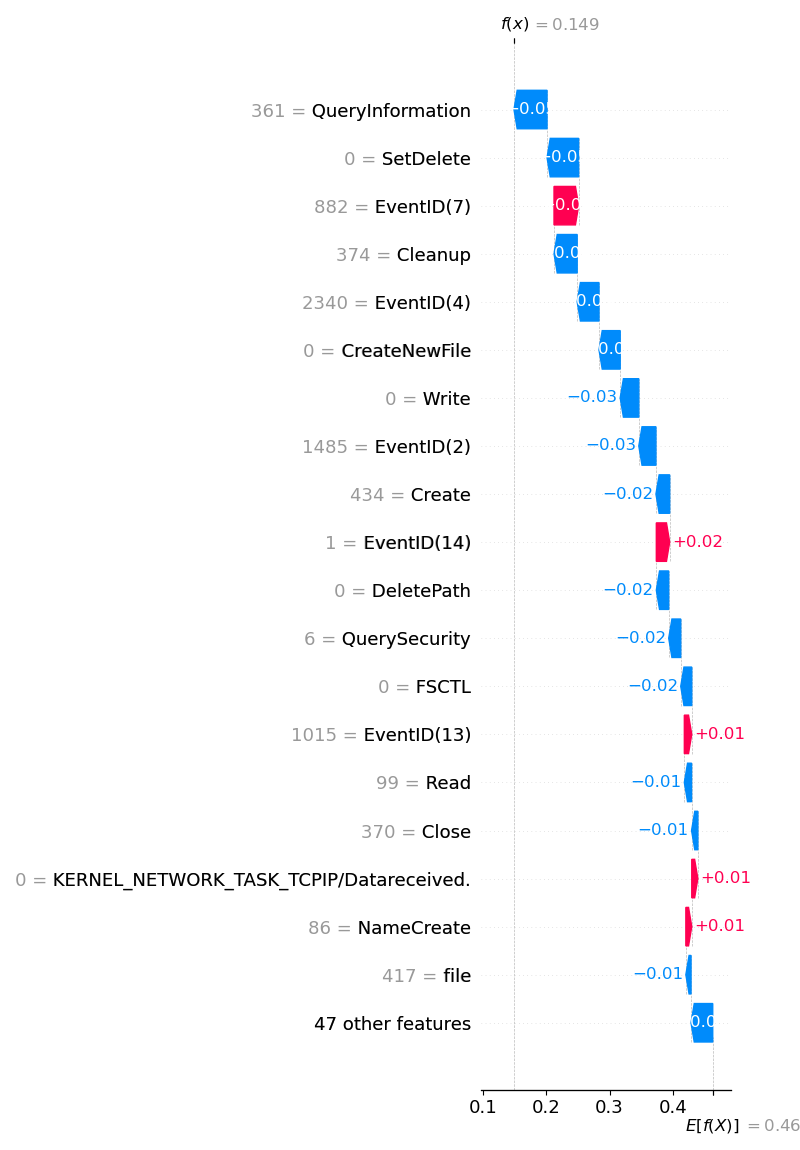 f(x) = 0.149
361 = QueryInformation
0 = SetDelete
882 = EventID(7)
374 = Cleanup
2340 = EventID(4)
0 = CreateNewFile
0 = Write −0.03
1485 = EventID(2) −0.03
434 = Create −0.02
1 = EventID(14) +0.02
0 = DeletePath −0.02
6 = QuerySecurity −0.02
0 = FSCTL −0.02
1015 = EventID(13) +0.01
99 = Read −0.01
370 = Close −0.01
0 = KERNEL_NETWORK_TASK_TCPIP/Datareceived. +0.01
86 = NameCreate +0.01
417 = file −0.01
47 other features
0.1 0.2 0.3 0.4
E[f(X)] = 0.46